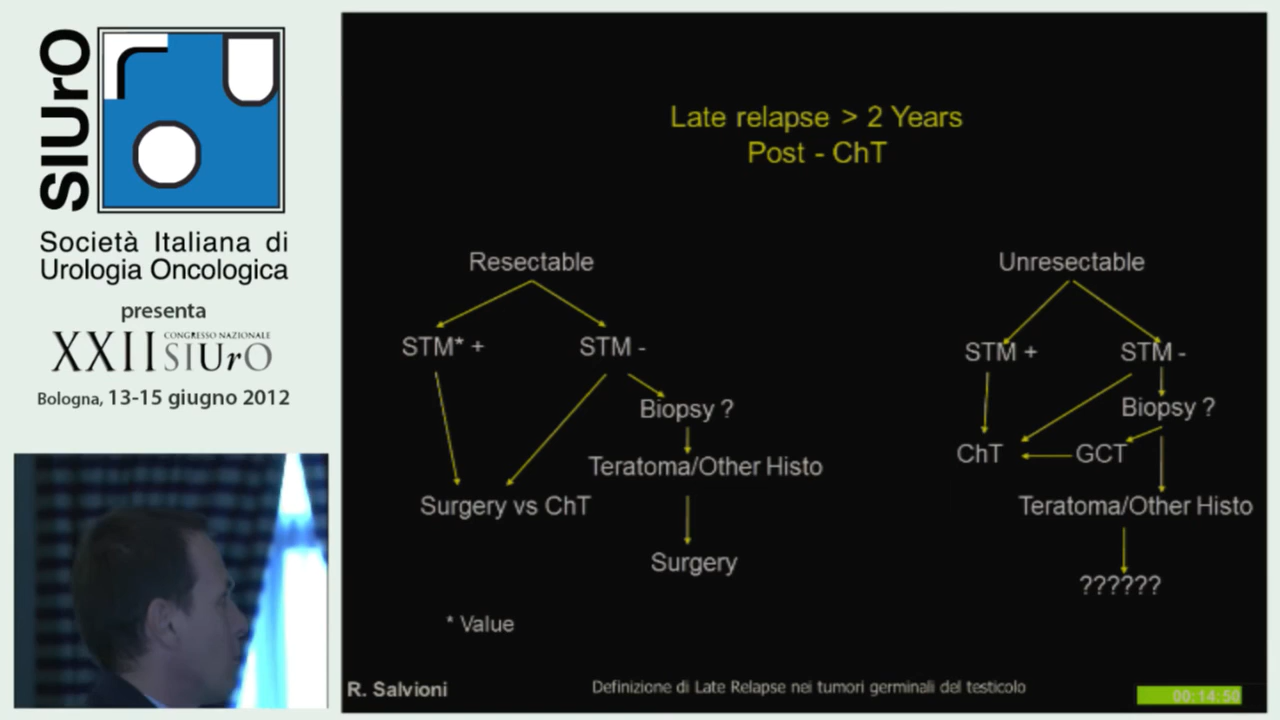 SIUrO
Società Italiana di
Urologia Oncologica
presenta
XXII CONGRESSO NAZIONALE
SIUrO
Bologna, 13-15 giugno 2012
Late relapse > 2 Years
Post - ChT
Resectable
Unresectable
STM* +
STM -
STM +
STM -
Biopsy ?
Biopsy ?
Teratoma/Other Histo
ChT
GCT
Surgery vs ChT
Teratoma/Other Histo
Surgery
??????
* Value
R. Salvioni
Definizione di Late Relapse nei tumori germinali del testicolo
00:14:50